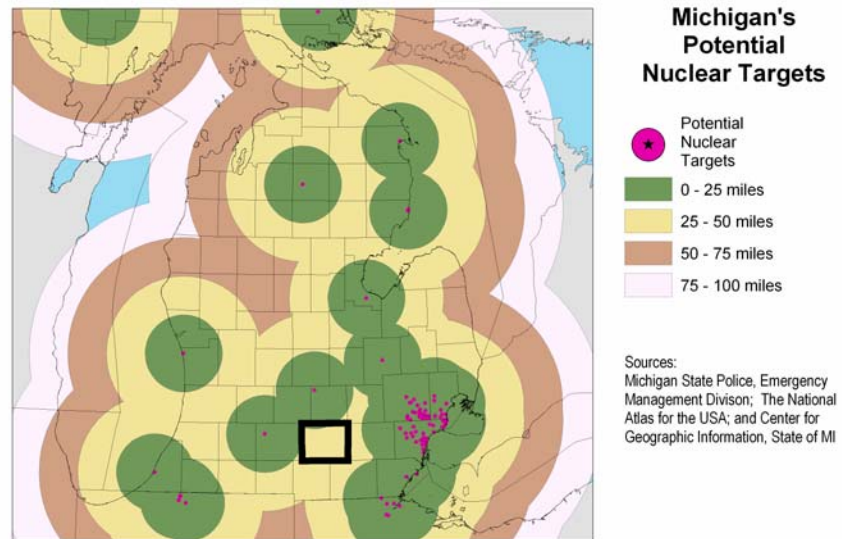 Michigan's
Potential
Nuclear Targets
Potential
Nuclear
Targets
0 - 25 miles
25 - 50 miles
50 - 75 miles
75 - 100 miles
Sources:
Michigan State Police, Emergency
Management Divison; The National
Atlas for the USA; and Center for
Geographic Information, State of MI